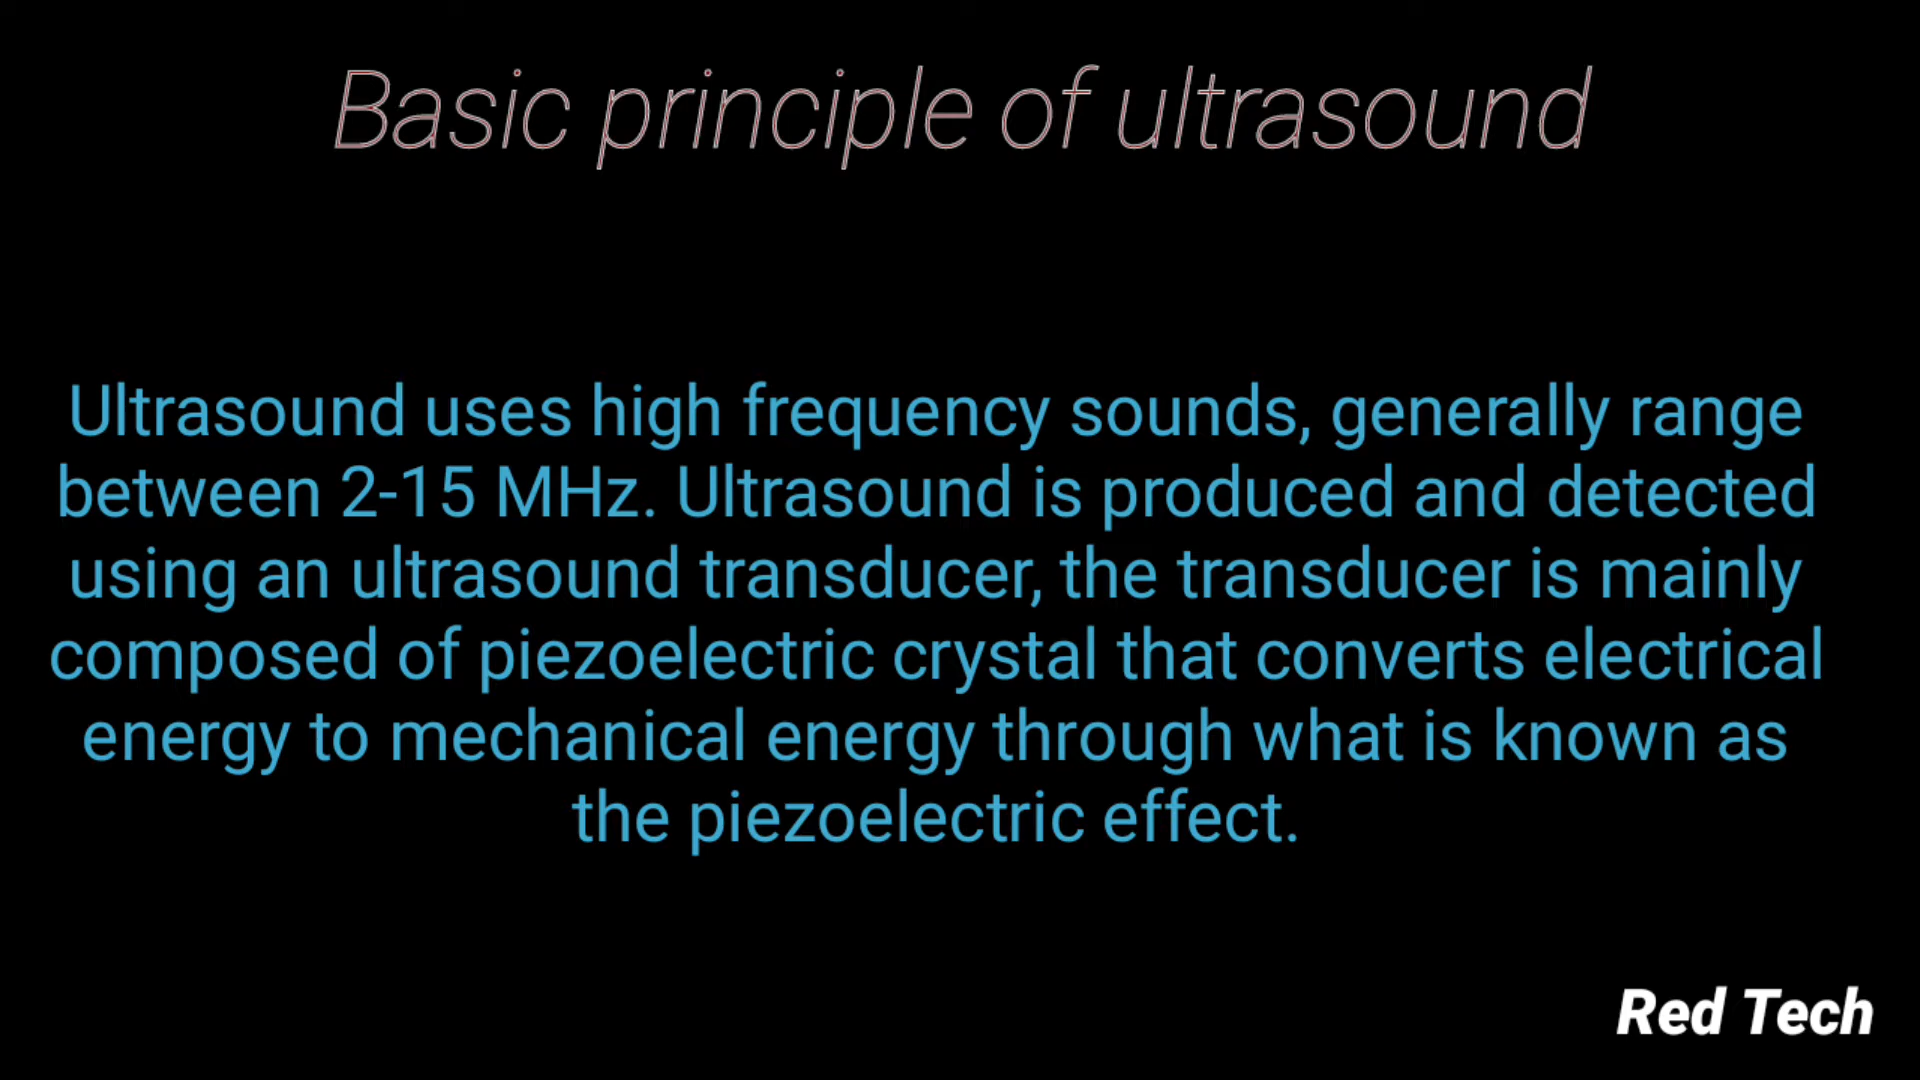 Basic principle of ultrasound
Ultrasound uses high frequency sounds, generally range
between 2-15 MHz. Ultrasound is produced and detected
using an ultrasound transducer, the transducer is mainly
composed of piezoelectric crystal that converts electrical
energy to mechanical energy through what is known as
the piezoelectric effect.
Red Tech